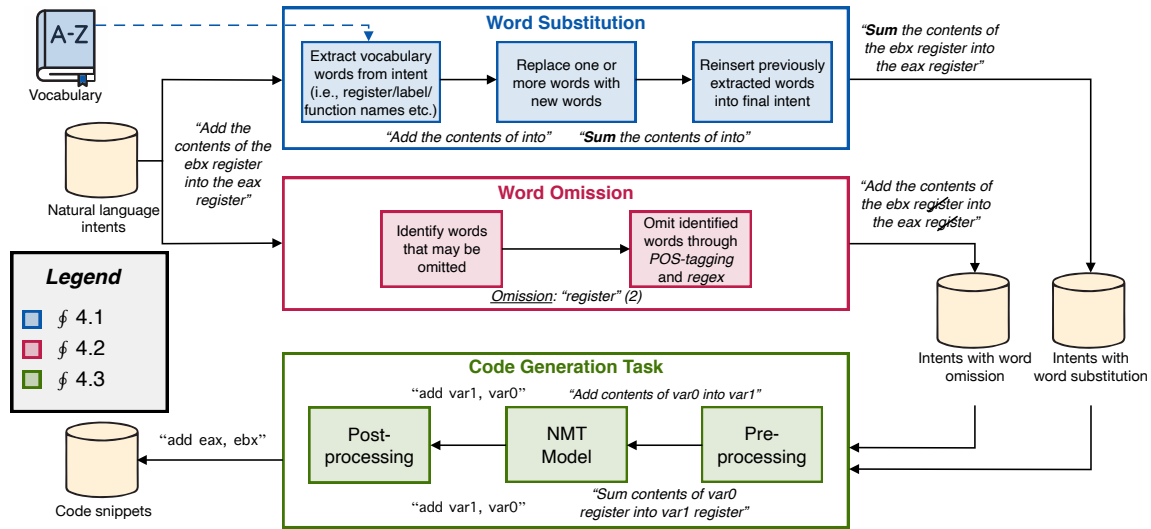 A-Z
Vocabulary
Word Substitution
Extract vocabulary
words from intent
(i.e., register/label/
function names etc.)
Replace one or
more words with
new words
Reinsert previously
extracted words
into final intent
“Add the contents of into”
“Sum the contents of into”
“Sum the contents of
the ebx register into
the eax register”
“Add the
contents of the
ebx register
into the eax
register”
Natural language
intents
Word Omission
Identify words
that may be
omitted
Omit identified
words through
POS-tagging
and regex
Omission: “register” (2)
“Add the contents of
the ebx register into
the eax register”
Intents with word
omission
Intents with
word substitution
Legend
∮ 4.1
∮ 4.2
∮ 4.3
Code Generation Task
“add var1, var0”
“Add contents of var0 into var1”
Post-
processing
NMT
Model
Pre-
processing
“add var1, var0”
“Sum contents of var0
register into var1 register”
“add eax, ebx”
Code snippets